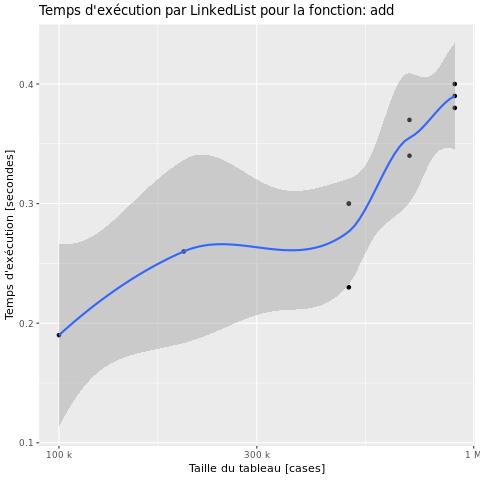 Temps d'exécution par LinkedList pour la fonction: add
0.4
0.3
0.2
0.1
Temps d'exécution [secondes]
100 k
300 k
1 M
Taille du tableau [cases]